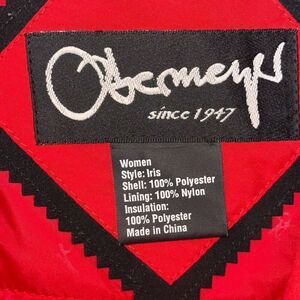 Obermeyer
since 1947
Women
Style: Iris
Shell: 100% Polyester
Lining: 100% Nylon
Insulation:
100% Polyester
Made in China